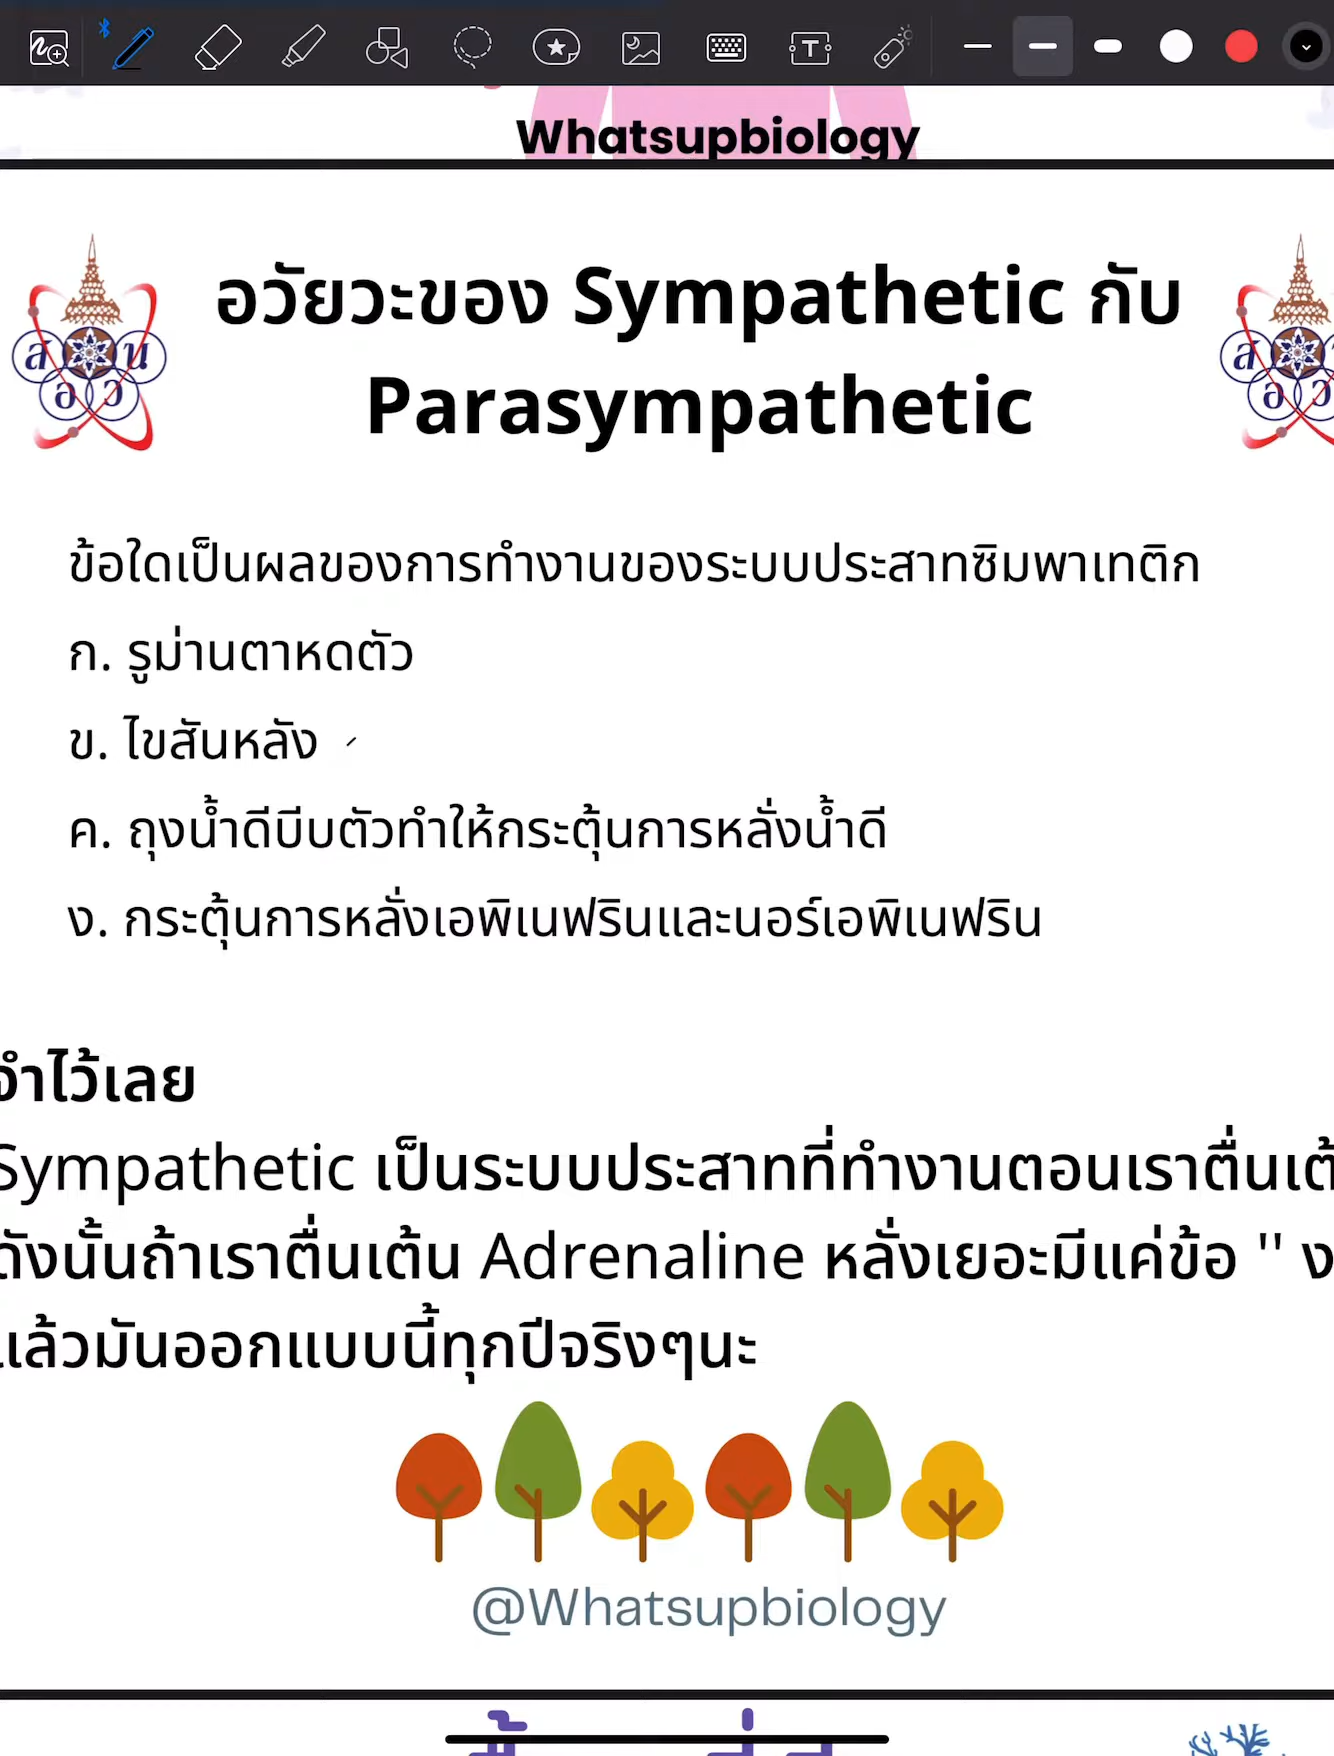 Whatsupbiology
อวัยวะของ Sympathetic กับ
Parasympathetic
ส
น
อ
ว
ส
อ
ว
ข้อใดเป็นผลของการทำงานของระบบประสาทซิมพาเทติก
ก. รูม่านตาหดตัว
ข. ไขสันหลัง
ค. ถุงน้ำดีบีบตัวทำให้กระตุ้นการหลั่งน้ำดี
ง. กระตุ้นการหลั่งเอพิเนฟรินและนอร์เอพิเนฟริน
จำไว้เลย
Sympathetic เป็นระบบประสาทที่ทำงานตอนเราตื่นเต้
ดังนั้นถ้าเราตื่นเต้น Adrenaline หลั่งเยอะมีแค่ข้อ " ง
แล้วมันออกแบบนี้ทุกปีจริงๆนะ
@Whatsupbiology